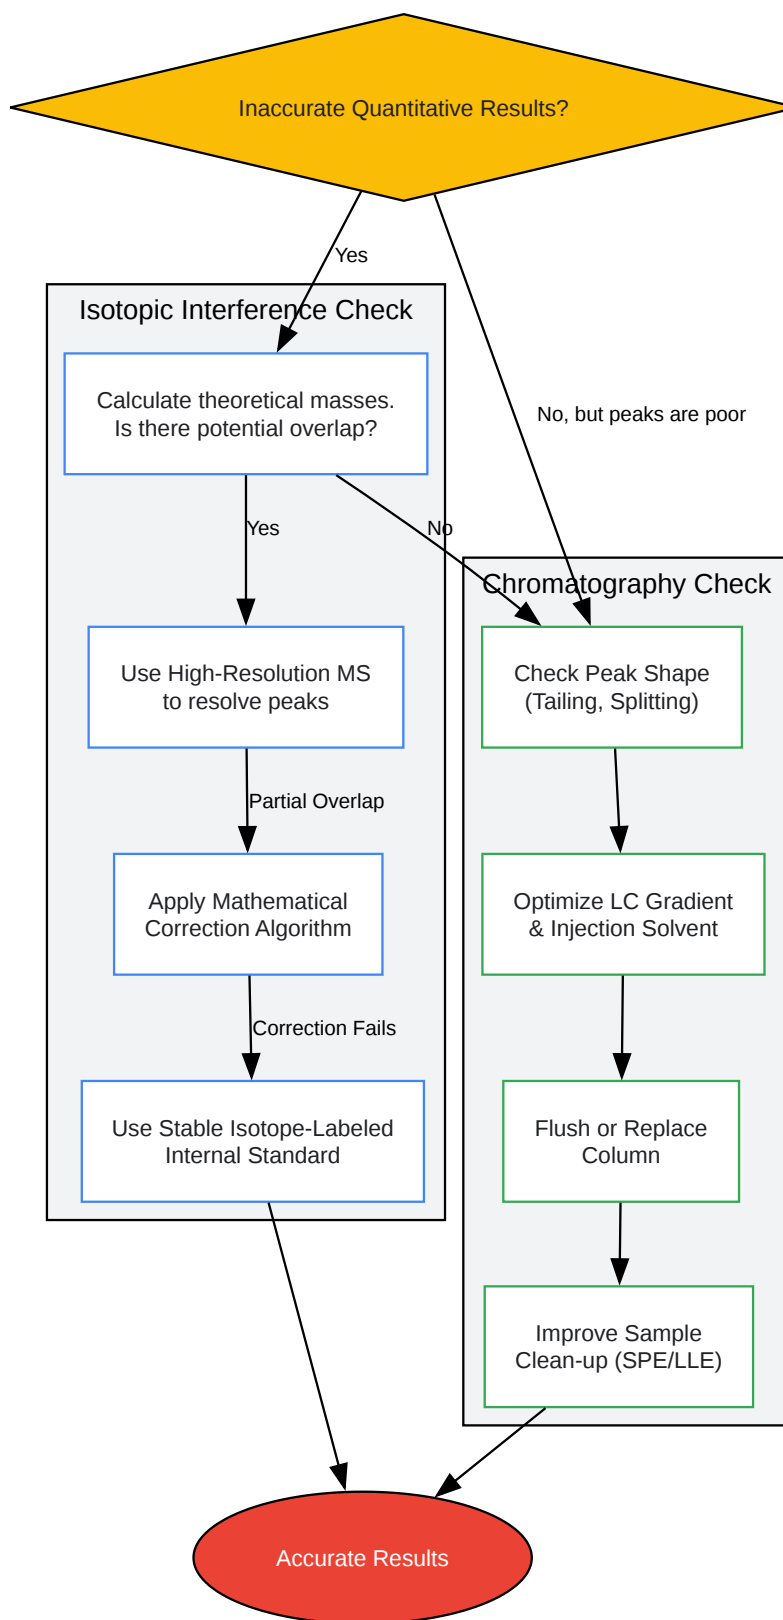 Inaccurate Quantitative Results?
Yes
Isotopic Interference Check
Calculate theoretical masses.
Is there potential overlap?
No, but peaks are poor
Yes
No
Chromatography Check
Use High-Resolution MS
to resolve peaks
Check Peak Shape
(Tailing, Splitting)
Partial Overlap
Apply Mathematical
Correction Algorithm
Optimize LC Gradient
& Injection Solvent
Correction Fails
Use Stable Isotope-Labeled
Internal Standard
Flush or Replace
Column
Improve Sample
Clean-up (SPE/LLE)
Accurate Results